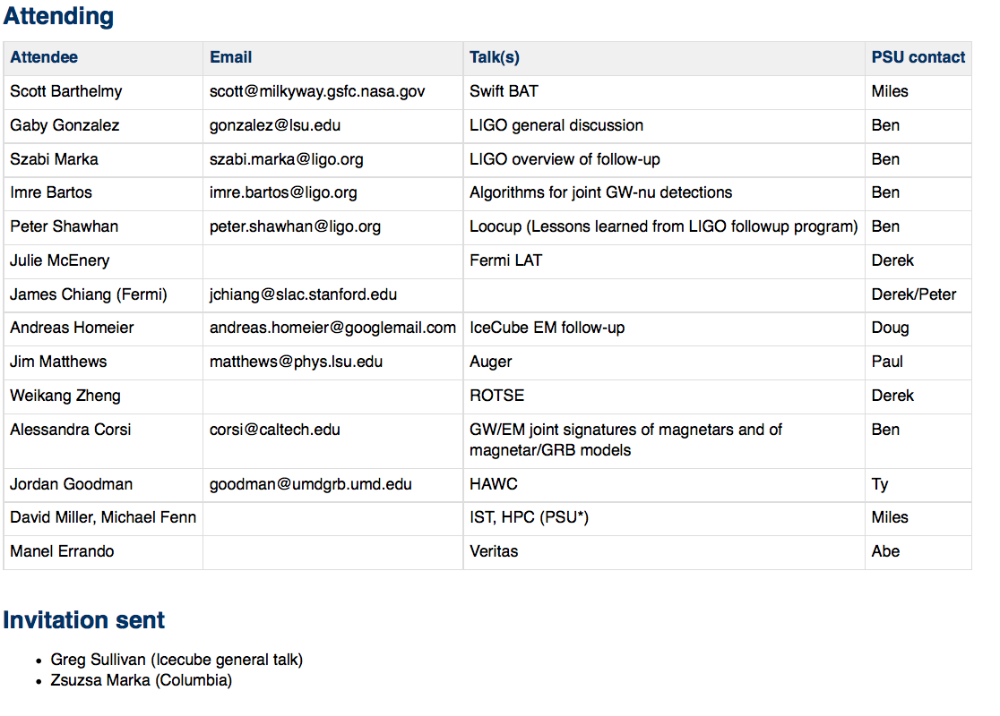 Attending
Attendee Email Talk(s) PSU contact
Scott Barthelmy scott@milkyway.gsfc.nasa.gov Swift BAT Miles
Gaby Gonzalez gonzalez@lsu.edu LIGO general discussion Ben
Szabi Marka szabi.marka@ligo.org LIGO overview of follow-up Ben
Imre Bartos imre.bartos@ligo.org Algorithms for joint GW-nu detections Ben
Peter Shawhan peter.shawhan@ligo.org Loocup (Lessons learned from LIGO followup program) Ben
Julie McEnery Fermi LAT Derek
James Chiang (Fermi) jchiang@slac.stanford.edu Derek/Peter
Andreas Homeier andreas.homeier@googlemail.com IceCube EM follow-up Doug
Jim Matthews matthews@phys.lsu.edu Auger Paul
Weikang Zheng ROTSE Derek
Alessandra Corsi corsi@caltech.edu GW/EM joint signatures of magnetars and of Ben
magnetar/GRB models
Jordan Goodman goodman@umdgrb.umd.edu HAWC Ty
David Miller, Michael Fenn IST, HPC (PSU*) Miles
Manel Errando Veritas Abe
Invitation sent
• Greg Sullivan (Icecube general talk)
• Zsuzsa Marka (Columbia)